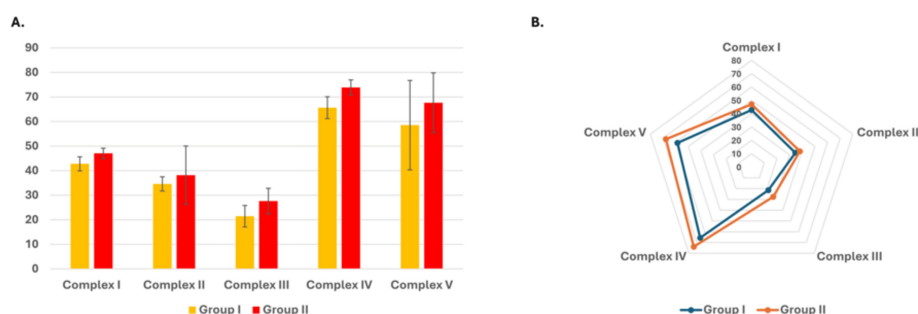 A.
90
80
70
60
50
40
30
20
10
0
Complex I Complex II Complex III Complex IV Complex V
Group I Group II
B.
Complex I
80
70
60
50
40
30
20
10
0
Complex V
Complex II
Complex IV
Complex III
Group I Group II